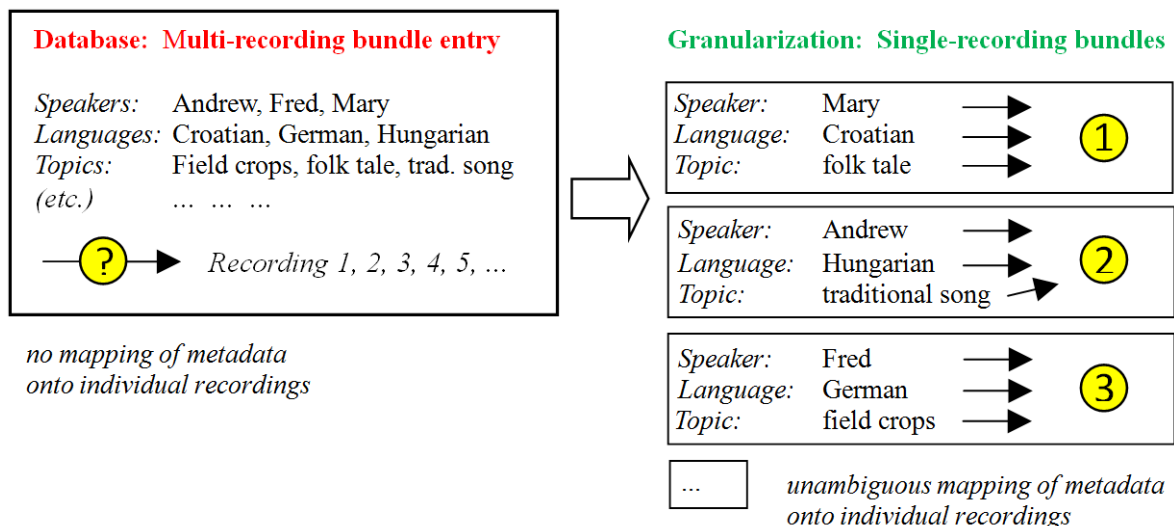 Database: Multi-recording bundle entry
Speakers: Andrew, Fred, Mary
Languages: Croatian, German, Hungarian
Topics: Field crops, folk tale, trad. song
(etc.) ... ... ...
? Recording 1, 2, 3, 4, 5, ...
no mapping of metadata
onto individual recordings
Granularization: Single-recording bundles
Speaker: Mary
Language: Croatian
Topic: folk tale
1
Speaker: Andrew
Language: Hungarian
Topic: traditional song
2
Speaker: Fred
Language: German
Topic: field crops
3
...
unambiguous mapping of metadata
onto individual recordings